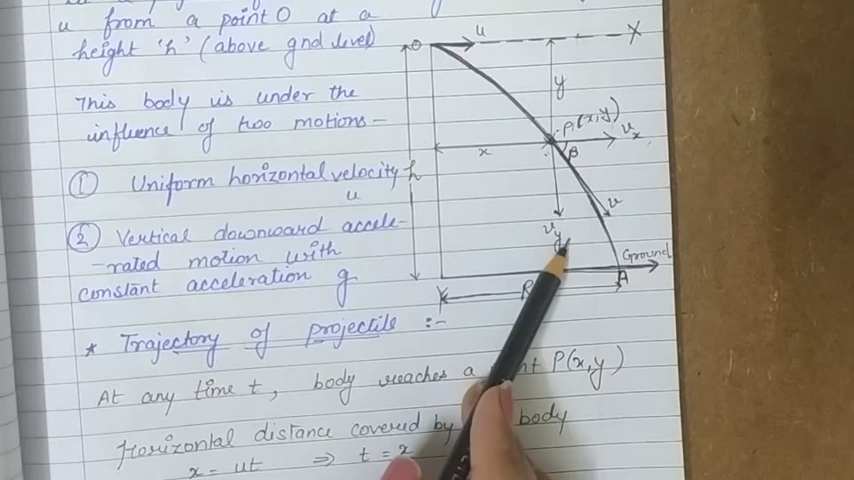 u from a point O at a
height 'h' (above gnd level)
This body is under the
influence of two motions-
① Uniform horizontal velocity
u
② Vertical downward accele-
-rated motion with
constant acceleration g
* Trajectory of projectile :-
At any time t, body reaches a P(x,y)
Horizontal distance covered by body
x = ut ⇒ t = x
O
u
X
y
P(x,y)
vx
x
β
h
v
vy
Ground
A
Y
R